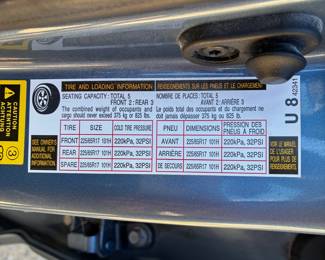 TIRE AND LOADING INFORMATION
SEATING CAPACITY: TOTAL 5
FRONT 2: REAR 3
The combined weight of occupants and
cargo should never exceed 375 kg or 825 lbs.
TIRE SIZE COLD TIRE PRESSURE
FRONT 225/65R17 101H 220kPa, 32PSI
REAR 225/65R17 101H 220kPa, 32PSI
SPARE 225/65R17 101H 220kPa, 32PSI
SEE OWNER'S
MANUAL
FOR
ADDITIONAL
INFORMATION
RENSEIGNEMENTS SUR LES PNEUS ET LE CHARGEMENT
NOMBRE DE PLACES: TOTAL 5
AVANT 2: ARRIÈRE 3
Le poids total des occupants et du chargement ne
doit jamais dépasser 375 kg ou 825 lb.
PNEU DIMENSIONS PRESSION DES PNEUS À FROID
AVANT 225/65R17 101H 220kPa, 32PSI
ARRIÈRE 225/65R17 101H 220kPa, 32PSI
DE SECOURS 225/65R17 101H 220kPa, 32PSI
VOIR LE MANUEL
DE L'USAGER
POUR PLUS DE
U 8
42341
CAUTION
ATTENTION
ACHTUNG